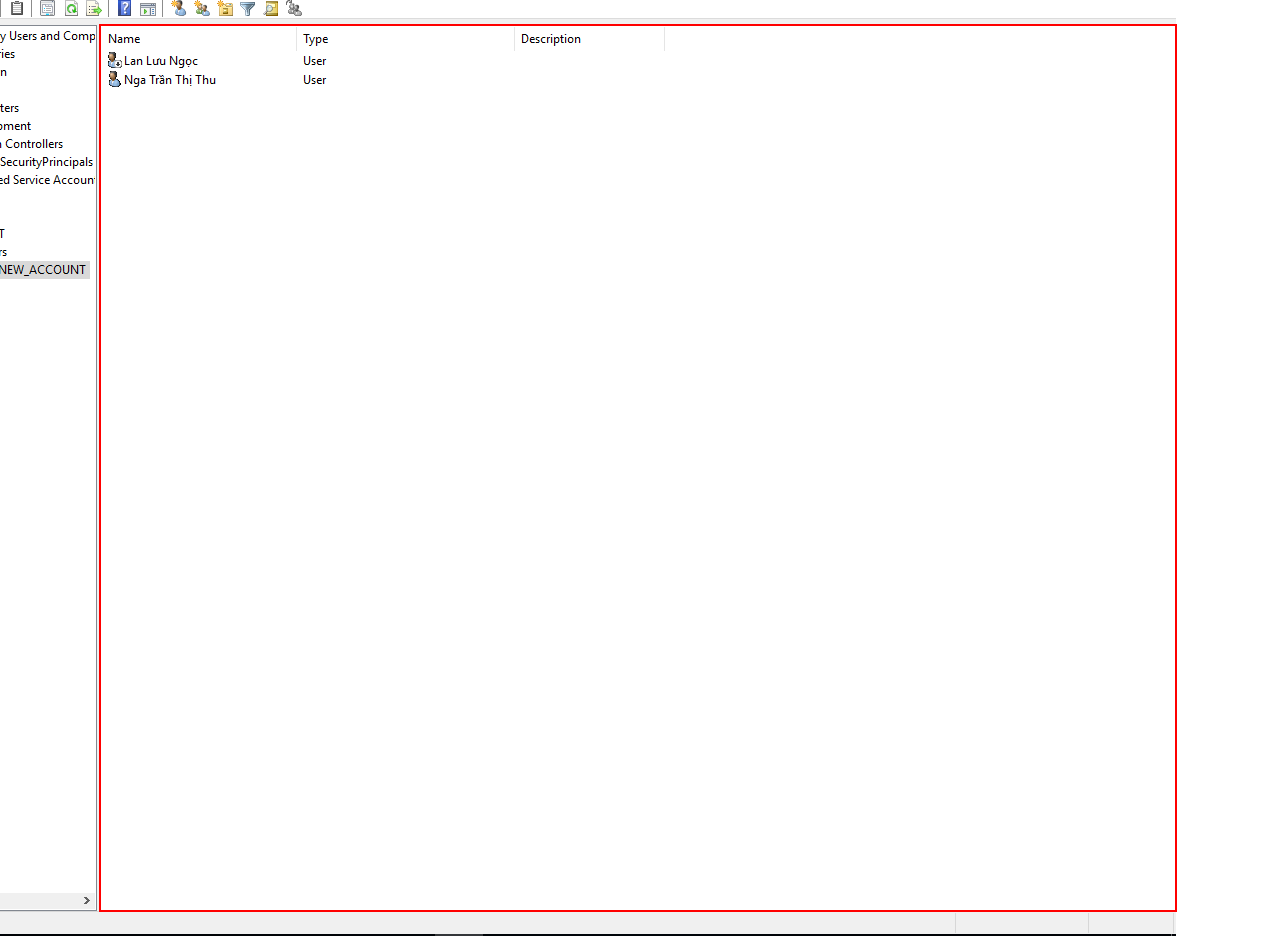 y Users and Comp
ries
n
ters
oment
n Controllers
SecurityPrincipals
ed Service Accoun
T
rs
NEW_ACCOUNT
Name Type Description
Lan Lưu Ngọc User
Nga Trần Thị Thu User